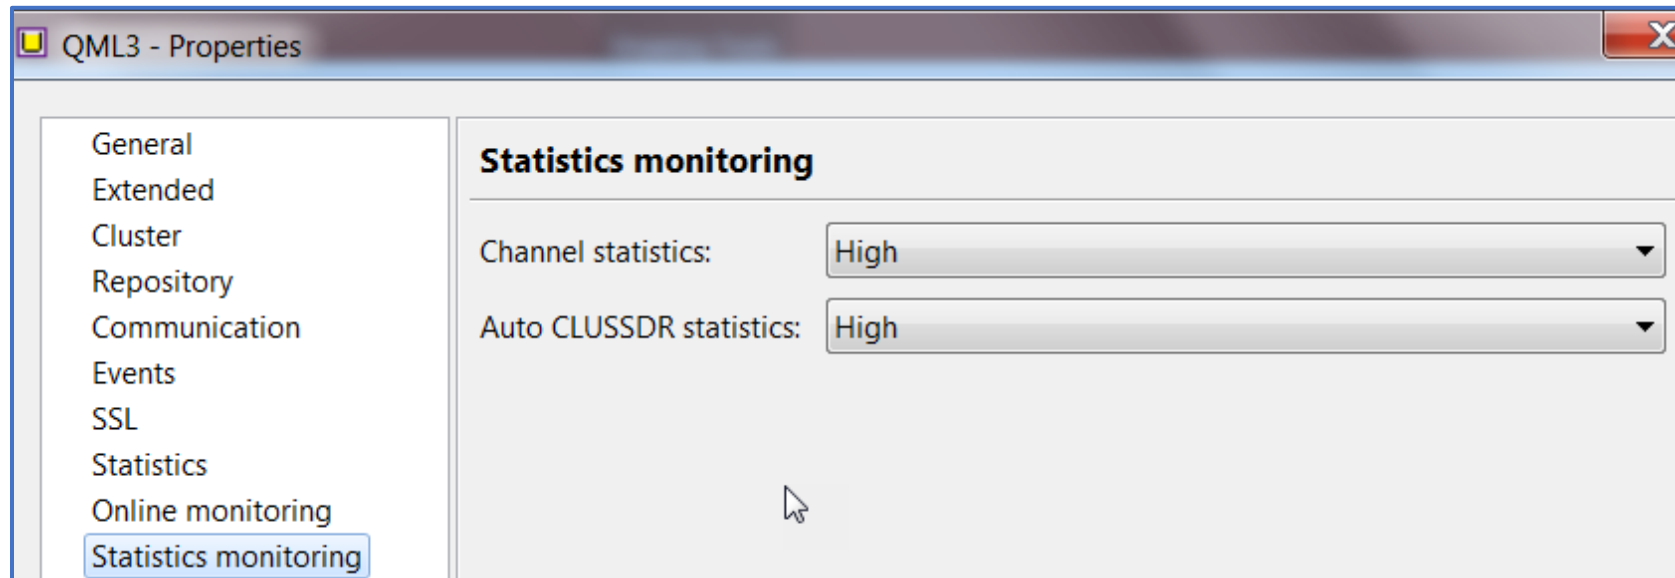 QML3 - Properties
General
Extended
Cluster
Repository
Communication
Events
SSL
Statistics
Online monitoring
Statistics monitoring
Statistics monitoring
Channel statistics: High
Auto CLUSSDR statistics: High